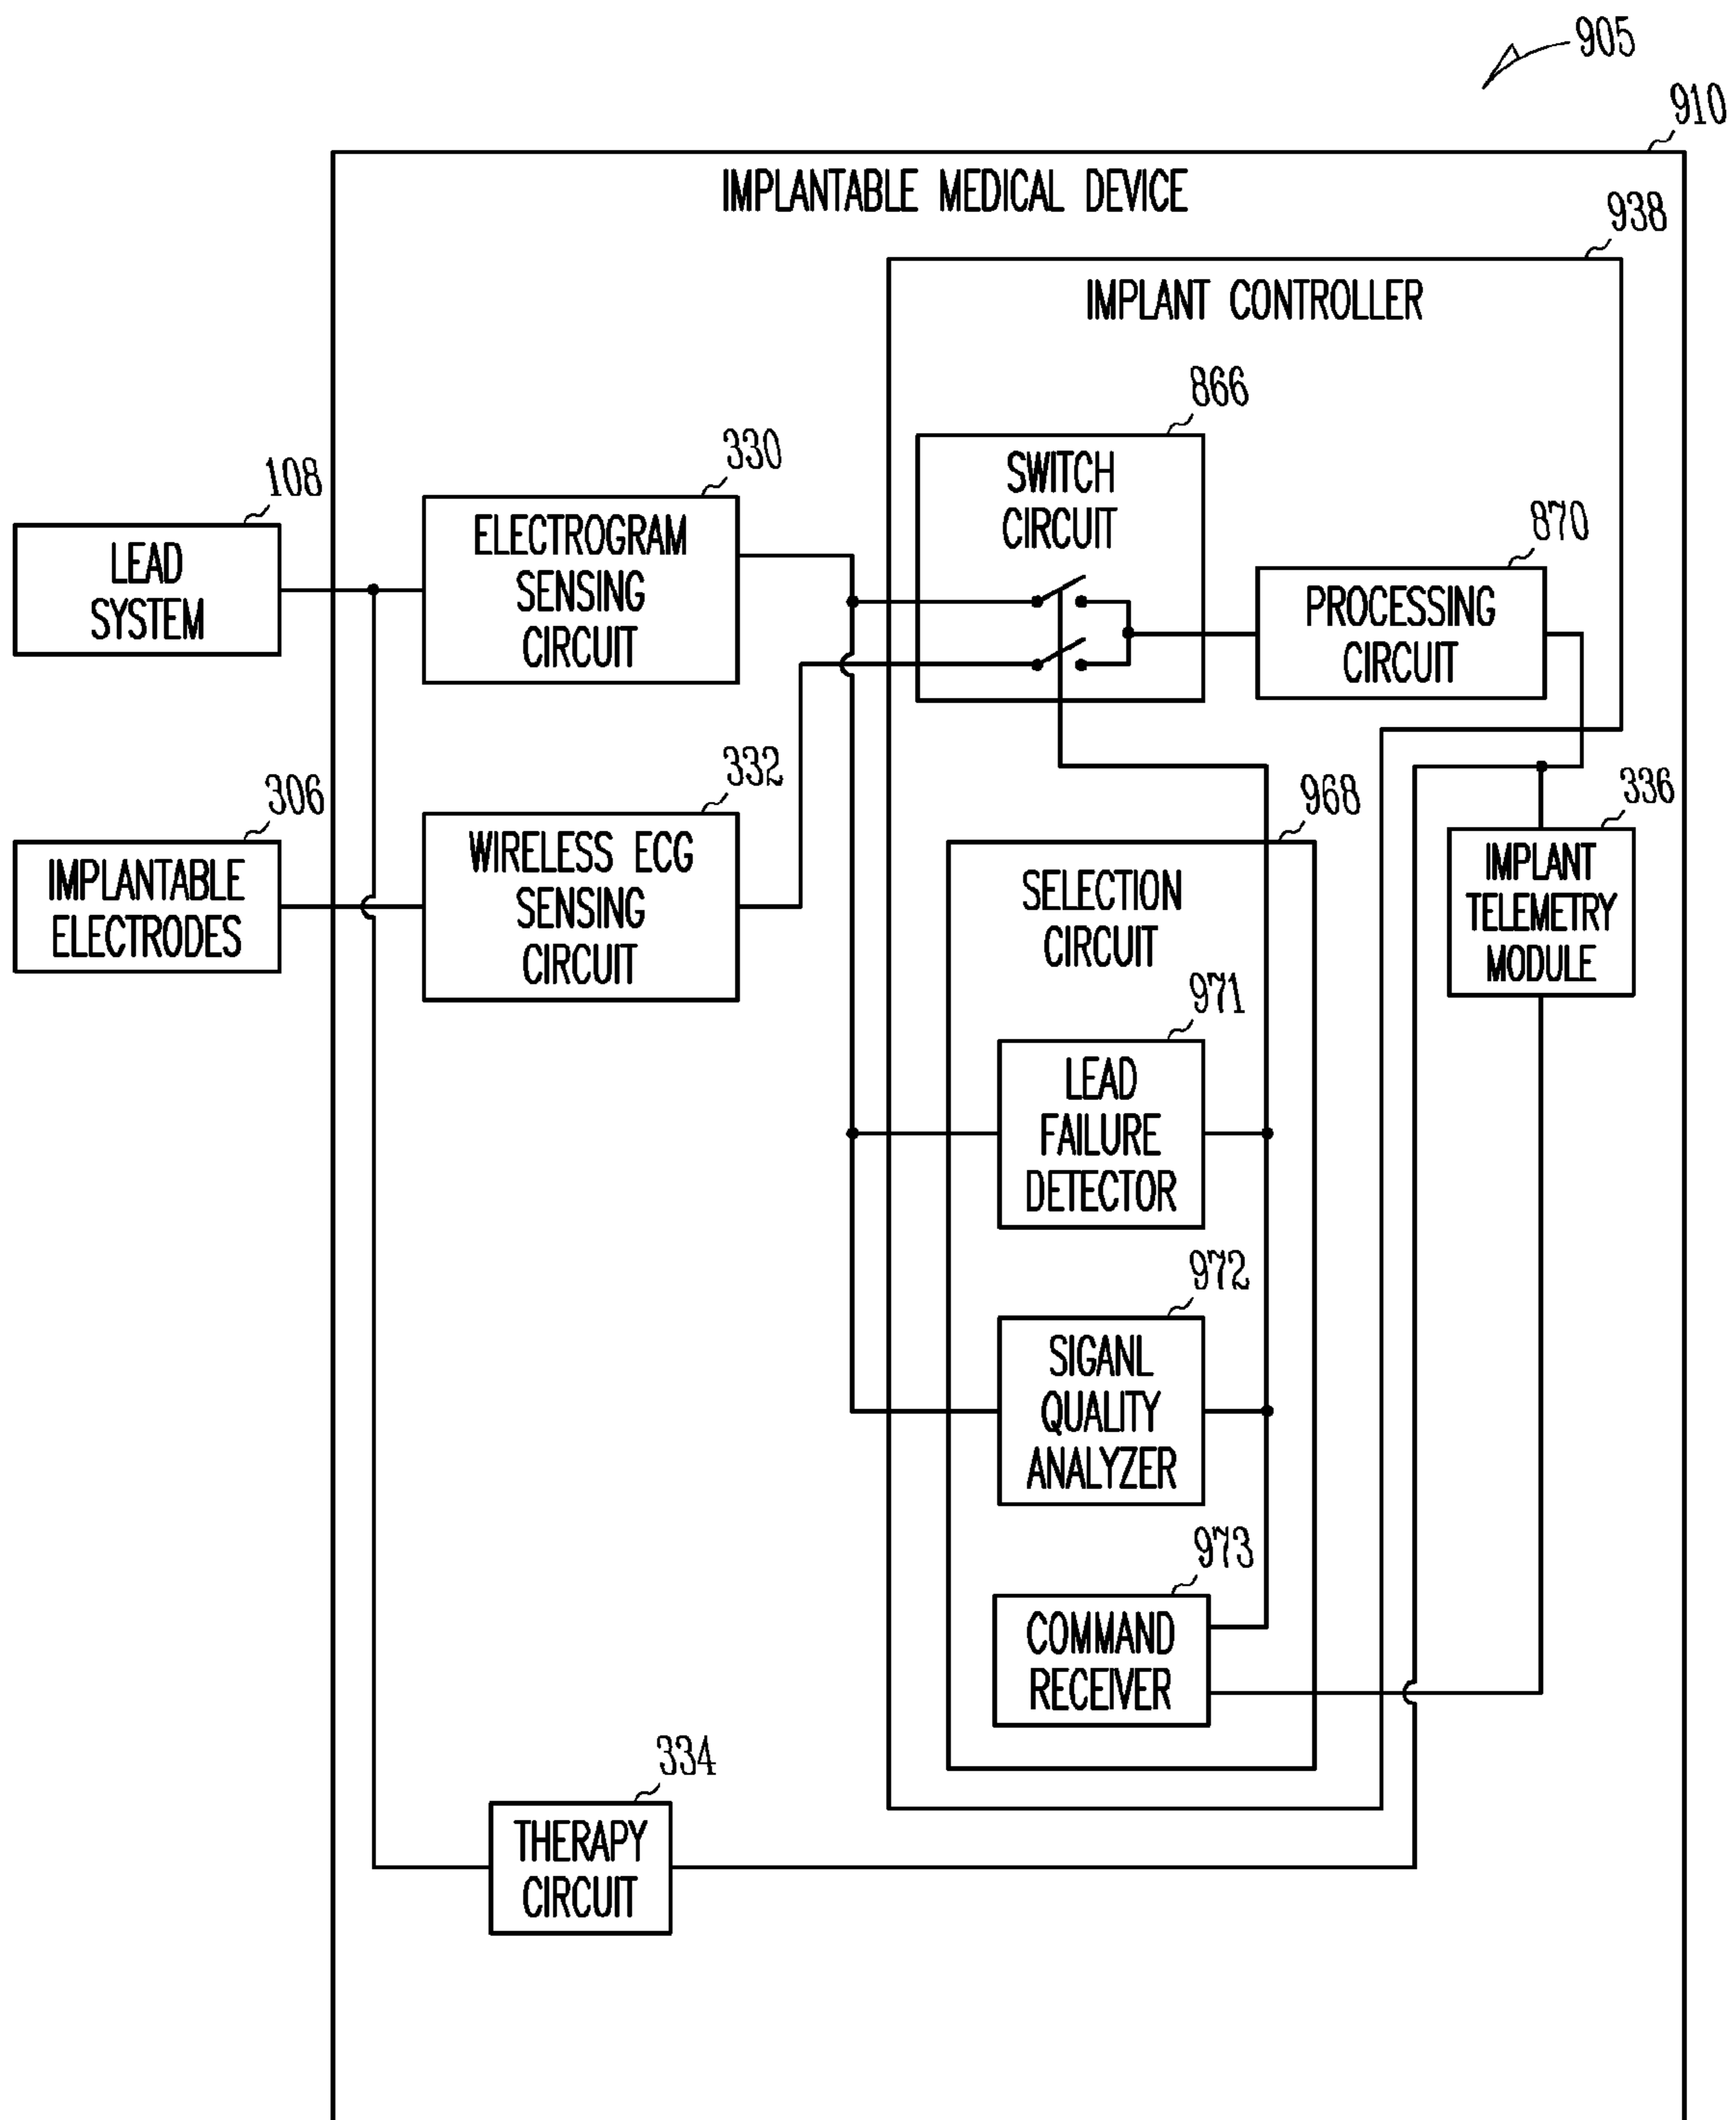 905
910
IMPLANTABLE MEDICAL DEVICE
938
IMPLANT CONTROLLER
866
SWITCH
CIRCUIT
330
ELECTROGRAM
SENSING
CIRCUIT
108
LEAD
SYSTEM
870
PROCESSING
CIRCUIT
332
WIRELESS ECG
SENSING
CIRCUIT
306
IMPLANTABLE
ELECTRODES
968
SELECTION
CIRCUIT
336
IMPLANT
TELEMETRY
MODULE
971
LEAD
FAILURE
DETECTOR
972
SIGANL
QUALITY
ANALYZER
973
COMMAND
RECEIVER
334
THERAPY
CIRCUIT